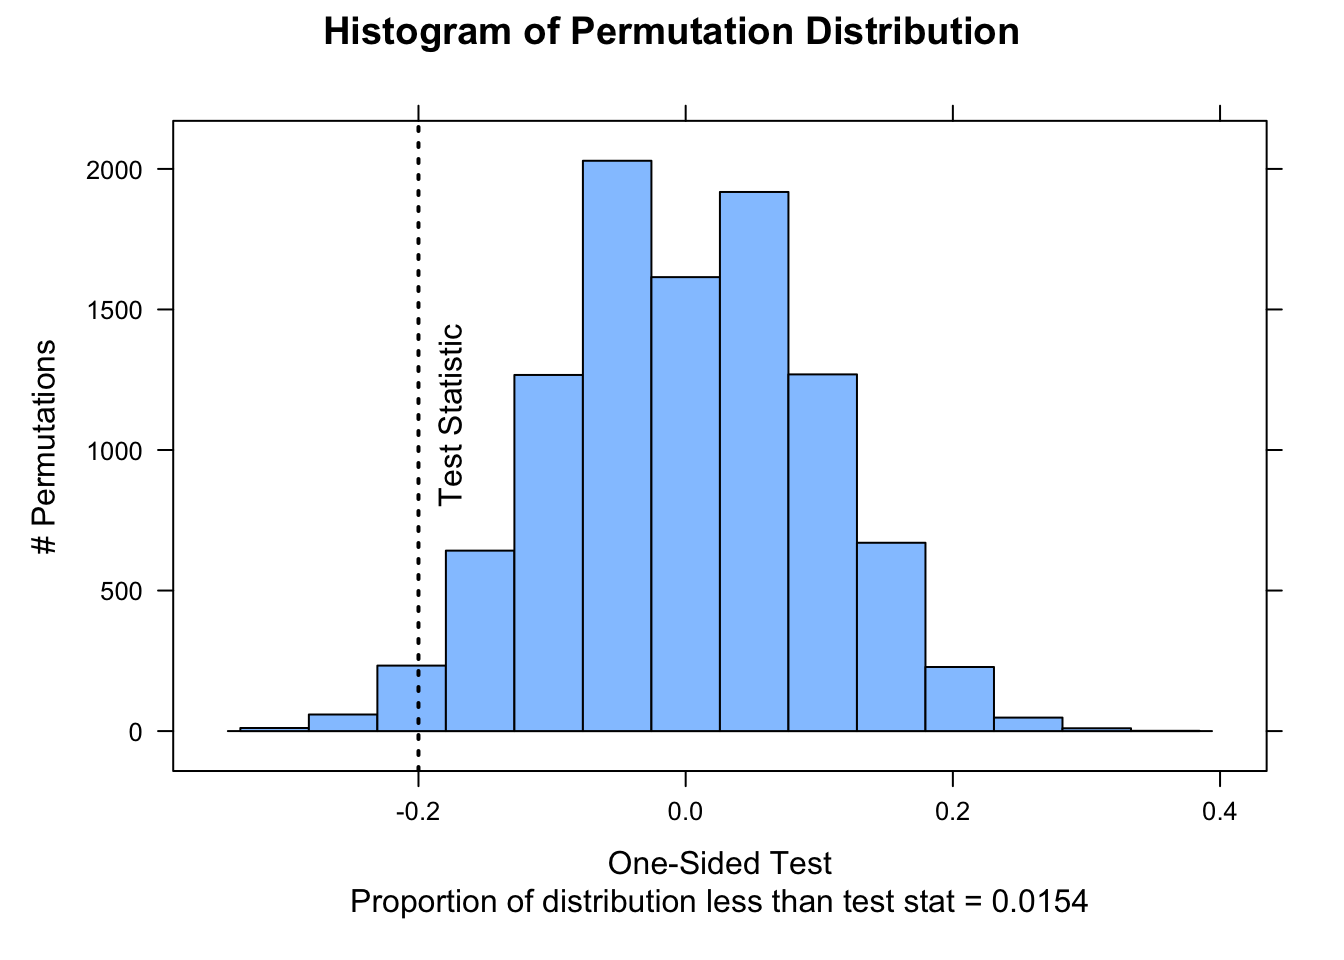 Histogram of Permutation Distribution
2000
1500
1000
500
0
# Permutations
Test Statistic
-0.2
0.0
0.2
0.4
One-Sided Test
Proportion of distribution less than test stat = 0.0154